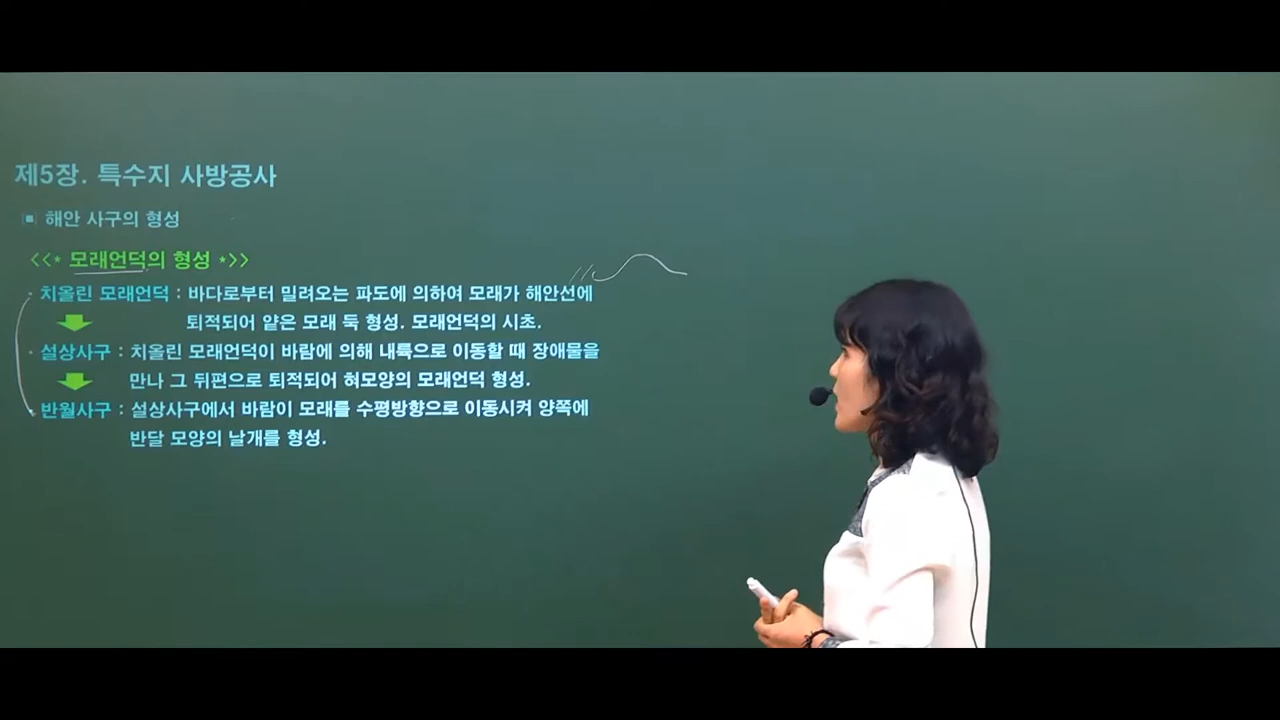 제5장. 특수지 사방공사
▣ 해안 사구의 형성
<<* 모래언덕의 형성 *>>
· 치올린 모래언덕 : 바다로부터 밀려오는 파도에 의하여 모래가 해안선에
퇴적되어 얕은 모래 둑 형성. 모래언덕의 시초.
· 설상사구 : 치올린 모래언덕이 바람에 의해 내륙으로 이동할 때 장애물을
만나 그 뒤편으로 퇴적되어 혀모양의 모래언덕 형성.
· 반월사구 : 설상사구에서 바람이 모래를 수평방향으로 이동시켜 양쪽에
반달 모양의 날개를 형성.